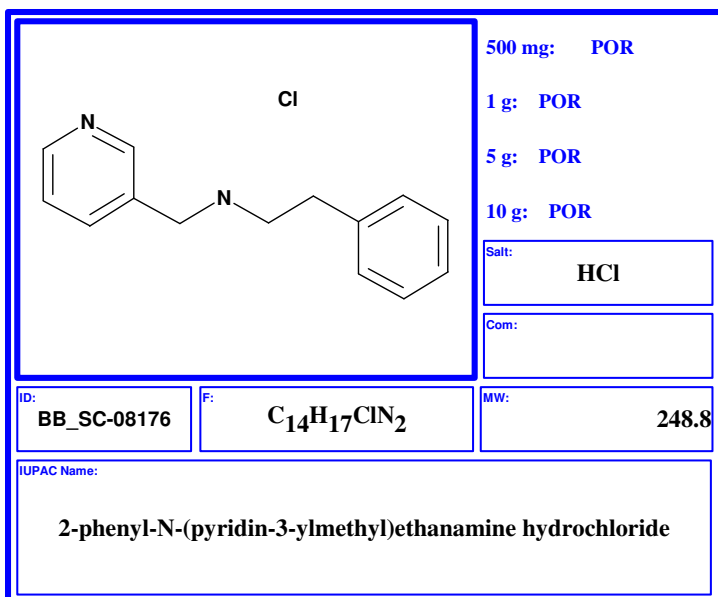 500 mg: POR
Cl
1 g: POR
N
5 g: POR
N
10 g: POR
Salt:
HCl
Com:
ID:
BB_SC-08176
F:
C14H17ClN2
MW:
248.8
IUPAC Name:
2-phenyl-N-(pyridin-3-ylmethyl)ethanamine hydrochloride